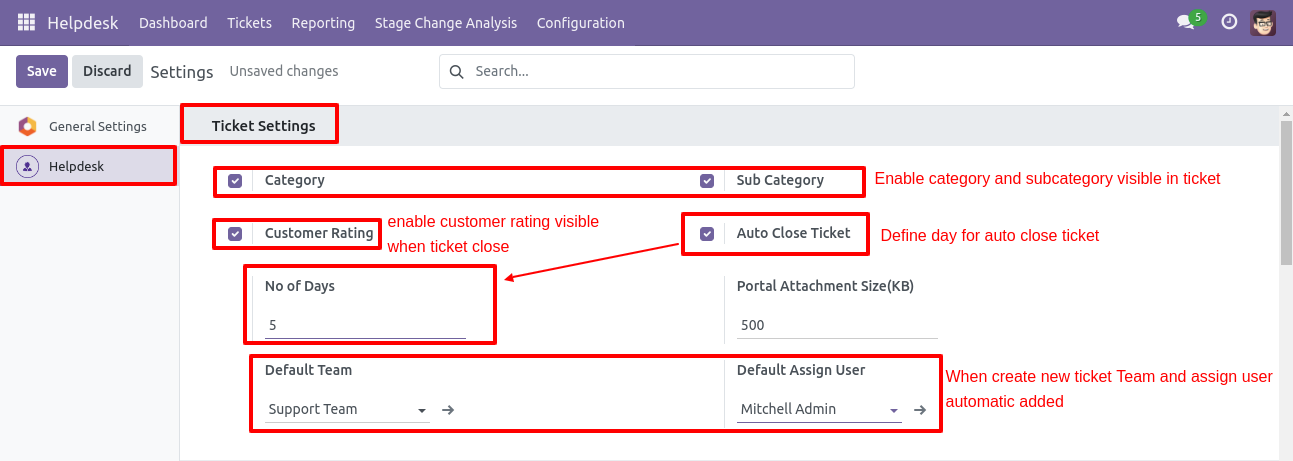 Helpdesk Dashboard Tickets Reporting Stage Change Analysis Configuration 5
Save Discard Settings Unsaved changes Search...
General Settings
Helpdesk
Ticket Settings
Category
Sub Category
Enable category and subcategory visible in ticket
Customer Rating
enable customer rating visible
when ticket close
Auto Close Ticket
Define day for auto close ticket
No of Days
5
Portal Attachment Size(KB)
500
Default Team
Support Team
Default Assign User
Mitchell Admin
When create new ticket Team and assign user
automatic added